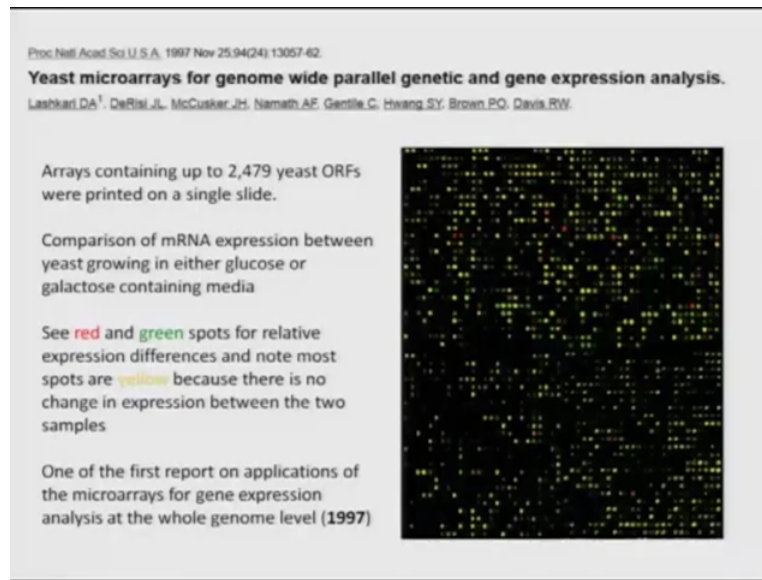 Proc Natl Acad Sci U S A. 1997 Nov 25;94(24):13057-62.
Yeast microarrays for genome wide parallel genetic and gene expression analysis.
Lashkari DA1, DeRisi JL, McCusker JH, Namath AF, Gentile C, Hwang SY, Brown PO, Davis RW.
Arrays containing up to 2,479 yeast ORFs
were printed on a single slide.
Comparison of mRNA expression between
yeast growing in either glucose or
galactose containing media
See red and green spots for relative
expression differences and note most
spots are yellow because there is no
change in expression between the two
samples
One of the first report on applications of
the microarrays for gene expression
analysis at the whole genome level (1997)